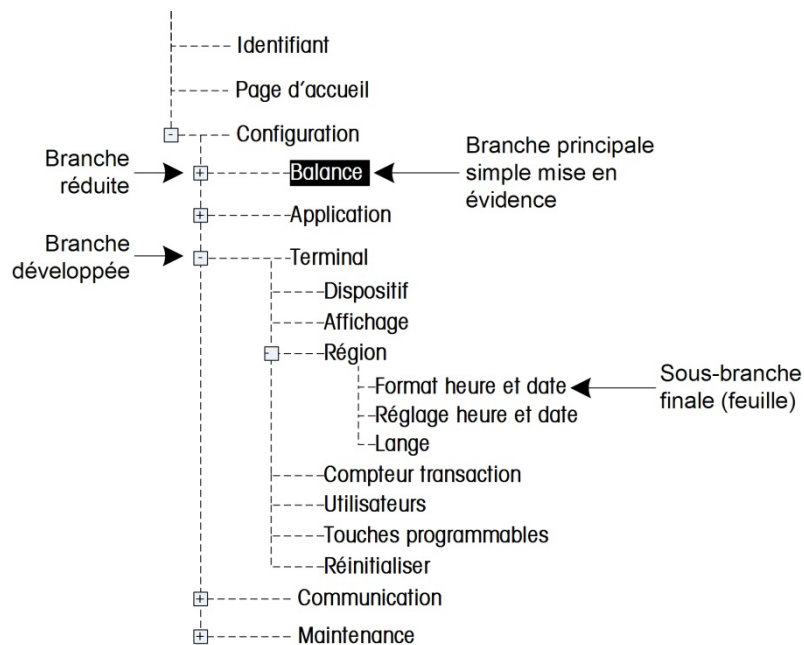 Identifiant
Page d'accueil
Configuration
Branche
réduite
Balance
Branche principale
simple mise en
évidence
Application
Branche
développée
Terminal
Dispositif
Affichage
Région
Format heure et date
Sous-branche
finale (feuille)
Réglage heure et date
Lange
Compteur transaction
Utilisateurs
Touches programmables
Réinitialiser
Communication
Maintenance